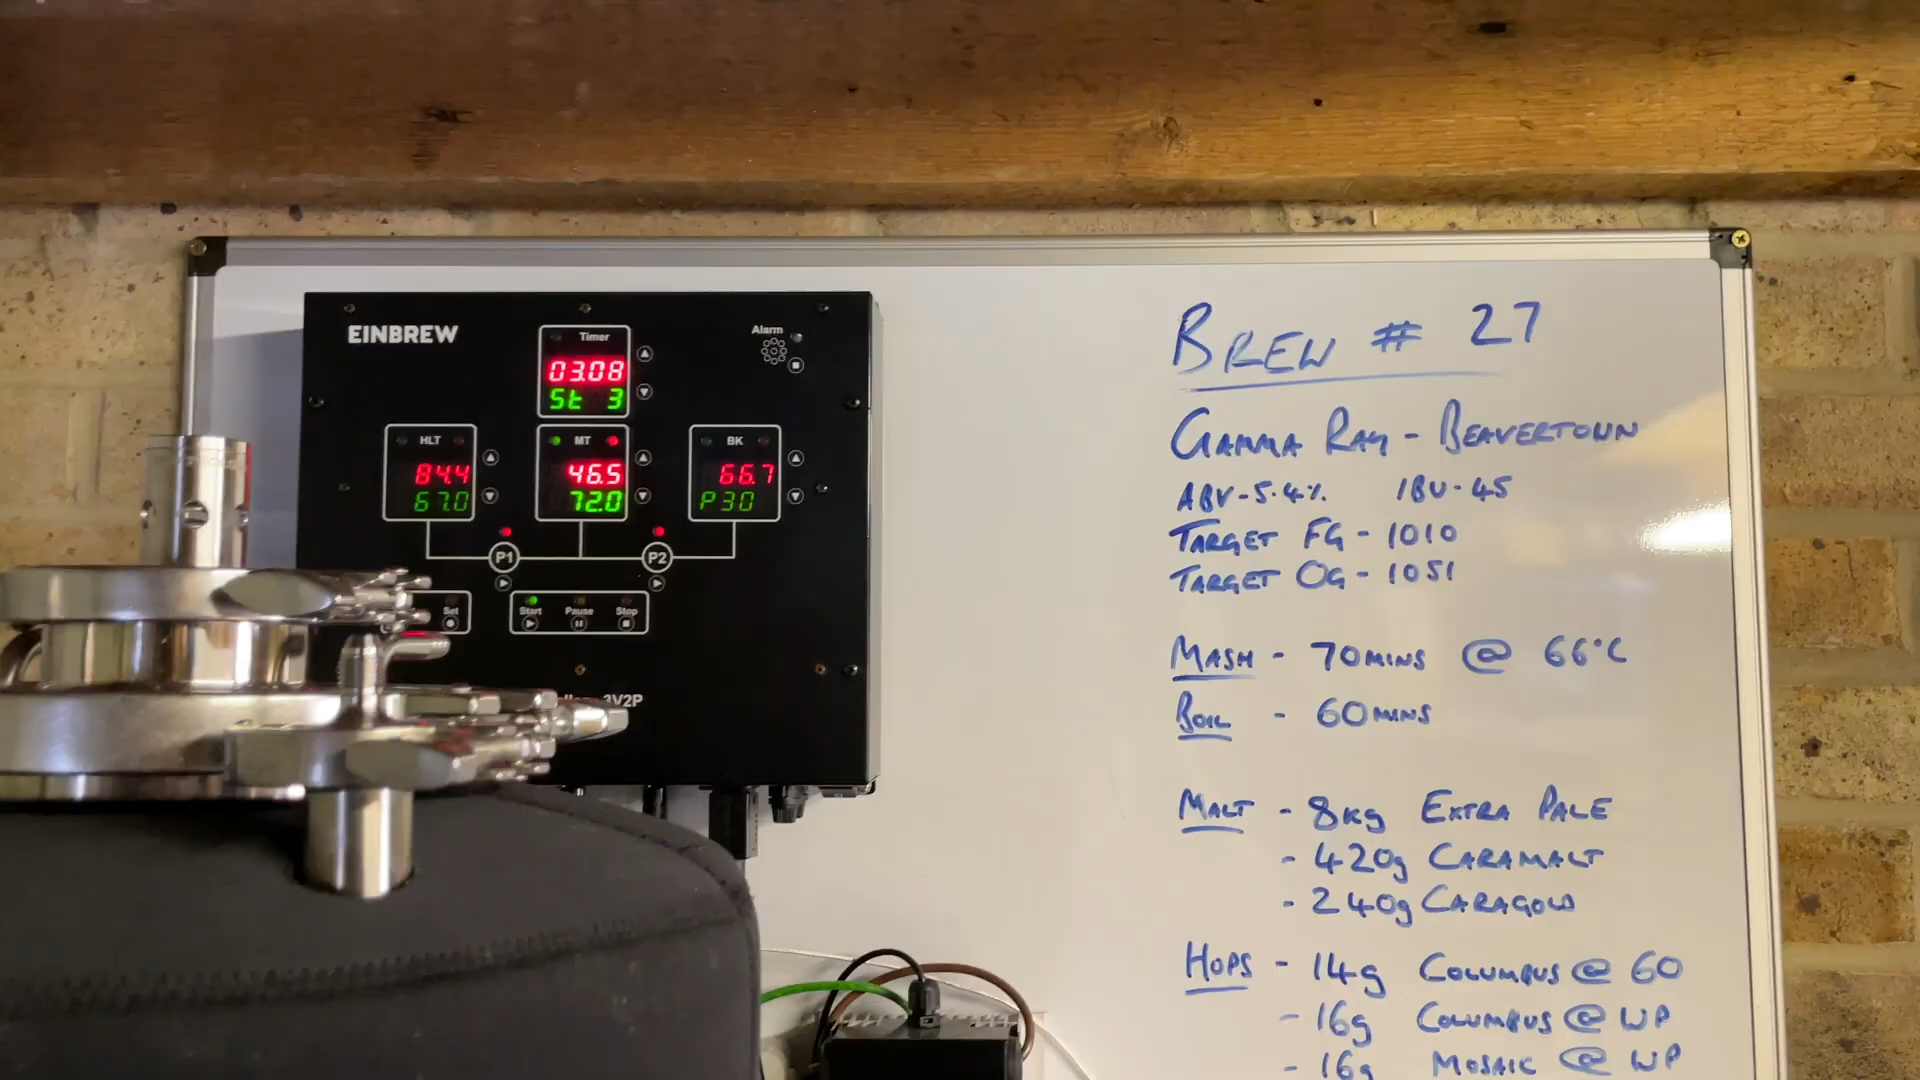 EINBREW
Timer
03.08
St 3
Alarm
HLT
84.4
67.0
MT
46.5
72.0
BK
66.7
P30
P1
P2
Set
Start Pause Stop
3V2P
BREW # 27
GAMMA RAY - BEAVERTOWN
ABV - 5.4% IBU - 45
TARGET FG - 1010
TARGET OG - 1051
MASH - 70MINS @ 66°C
BOIL - 60MINS
MALT - 8KG EXTRA PALE
- 420g CARAMALT
- 240g CARAGOLD
HOPS - 14g COLUMBUS @ 60
- 16g COLUMBUS @ WP
- 16g MOSAIC @ WP